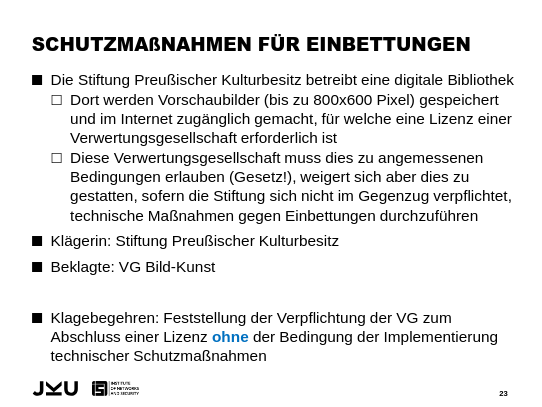 SCHUTZMAßNAHMEN FÜR EINBETTUNGEN
Die Stiftung Preußischer Kulturbesitz betreibt eine digitale Bibliothek
Dort werden Vorschaubilder (bis zu 800x600 Pixel) gespeichert
und im Internet zugänglich gemacht, für welche eine Lizenz einer
Verwertungsgesellschaft erforderlich ist
Diese Verwertungsgesellschaft muss dies zu angemessenen
Bedingungen erlauben (Gesetz!), weigert sich aber dies zu
gestatten, sofern die Stiftung sich nicht im Gegenzug verpflichtet,
technische Maßnahmen gegen Einbettungen durchzuführen
Klägerin: Stiftung Preußischer Kulturbesitz
Beklagte: VG Bild-Kunst
Klagebegehren: Feststellung der Verpflichtung der VG zum
Abschluss einer Lizenz ohne der Bedingung der Implementierung
technischer Schutzmaßnahmen
JKU
INSTITUTE
OF NETWORKS
AND SECURITY
23